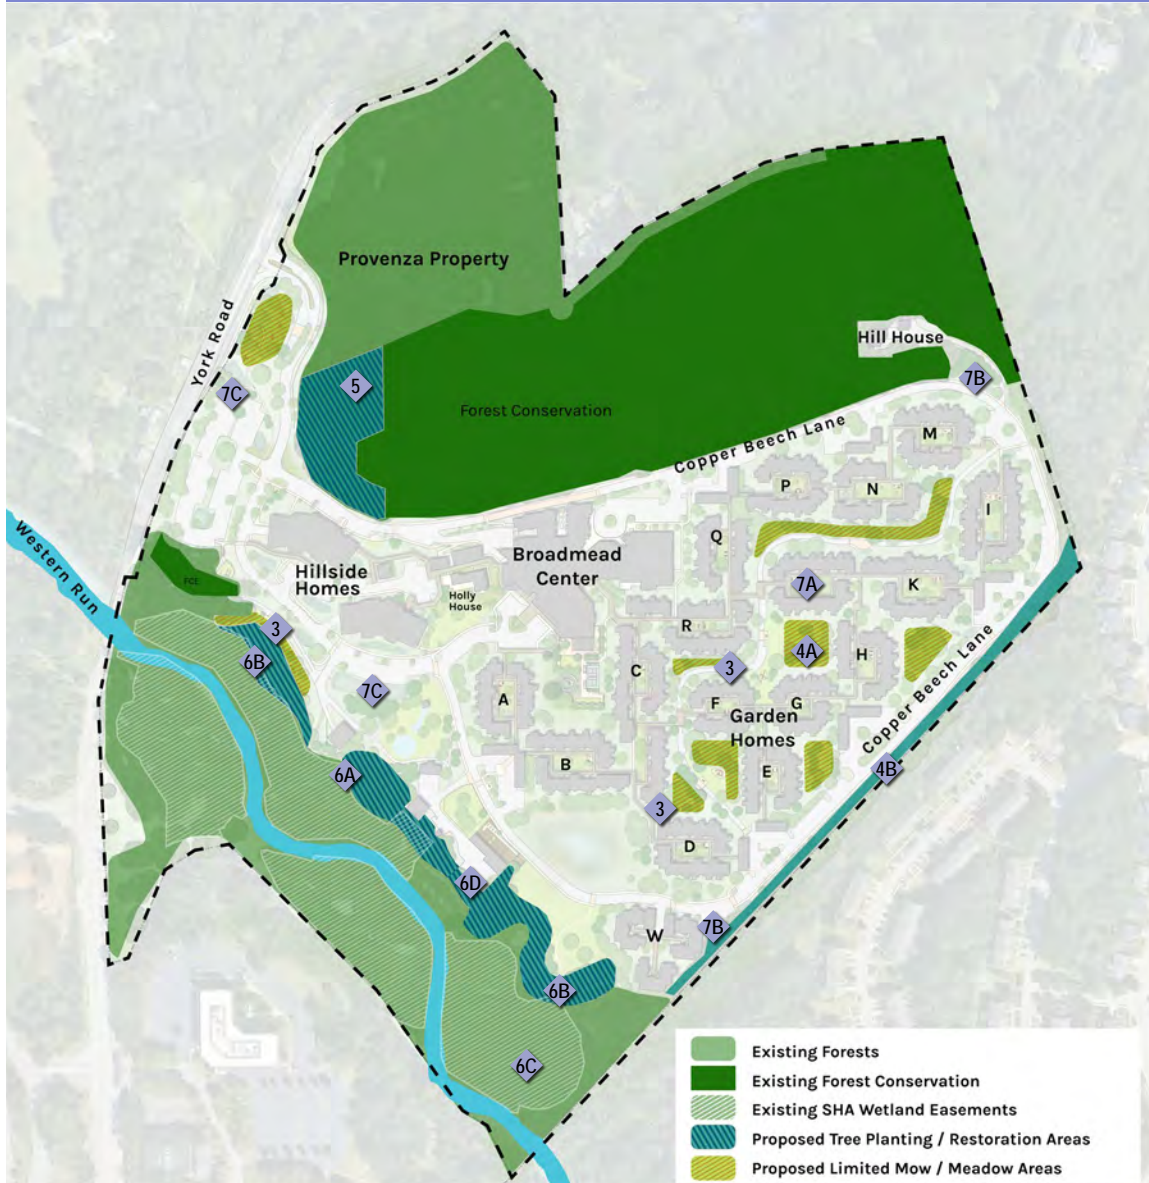 Provenza Property
York Road
Hill House
7B
5
7C
Forest Conservation
Copper Beech Lane
M
P
N
I
Q
Western Run
Broadmead
Center
Hillside
Homes
FCE
Holly
House
7A
K
3
R
4A
H
6B
C
3
7C
A
F
G
Garden
Homes
Copper Beech Lane
B
E
4B
6A
3
D
6D
7B
W
6B
6C
Existing Forests
Existing Forest Conservation
Existing SHA Wetland Easements
Proposed Tree Planting / Restoration Areas
Proposed Limited Mow / Meadow Areas